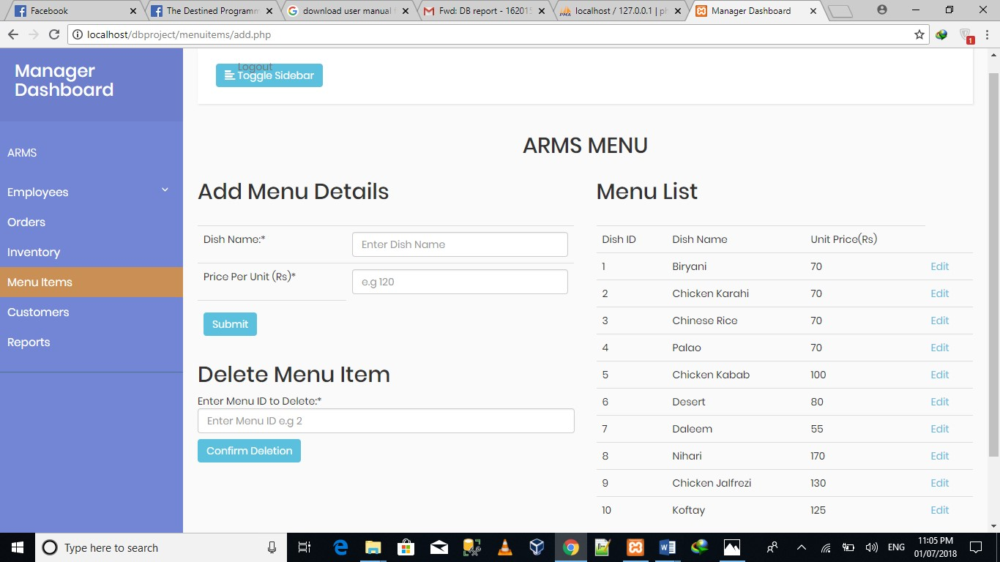 Facebook
The Destined Programm
download user manual f
Fwd: DB report - 162015
localhost / 127.0.0.1 | ph
Manager Dashboard
localhost/dbproject/menuitems/add.php
1
Manager
Dashboard
ARMS
Employees
Orders
Inventory
Menu Items
Customers
Reports
Logout
Toggle Sidebar
ARMS MENU
Add Menu Details
Dish Name:* Enter Dish Name
Price Per Unit (Rs)* e.g 120
Submit
Delete Menu Item
Enter Menu ID to Delete:*
Enter Menu ID e.g 2
Confirm Deletion
Menu List
Dish ID Dish Name Unit Price(Rs)
1 Biryani 70 Edit
2 Chicken Karahi 70 Edit
3 Chinese Rice 70 Edit
4 Palao 70 Edit
5 Chicken Kabab 100 Edit
6 Desert 80 Edit
7 Daleem 55 Edit
8 Nihari 170 Edit
9 Chicken Jalfrezi 130 Edit
10 Koftay 125 Edit
Type here to search
ENG
11:05 PM
01/07/2018